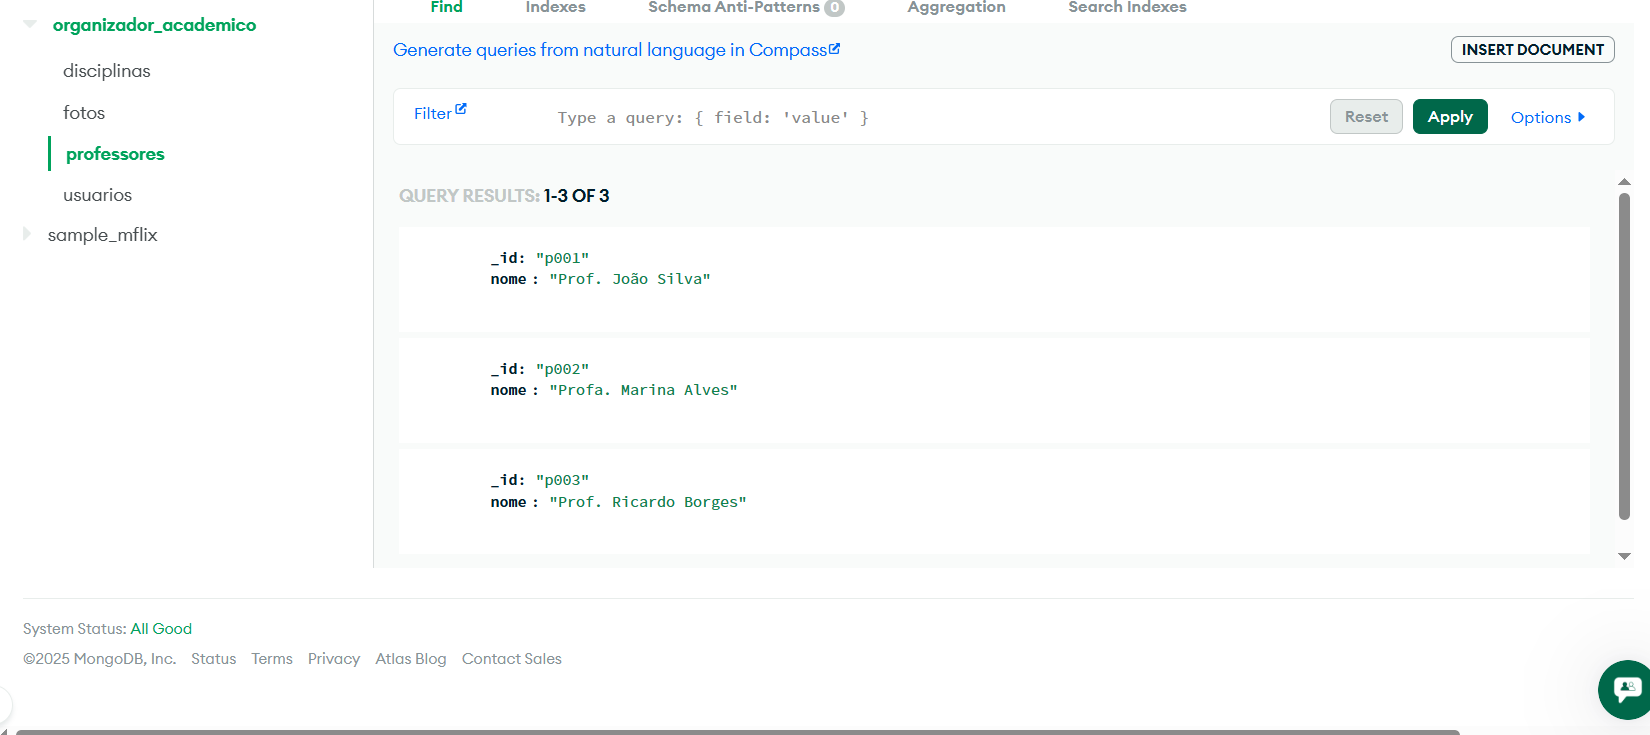 Find Indexes Schema Anti-Patterns 0 Aggregation Search Indexes
organizador_academico
disciplinas
fotos
professores
usuarios
sample_mflix
Generate queries from natural language in Compass
INSERT DOCUMENT
Filter
Type a query: { field: 'value' }
Reset
Apply
Options
QUERY RESULTS: 1-3 OF 3
_id: "p001"
nome : "Prof. João Silva"
_id: "p002"
nome : "Profa. Marina Alves"
_id: "p003"
nome : "Prof. Ricardo Borges"
System Status: All Good
©2025 MongoDB, Inc. Status Terms Privacy Atlas Blog Contact Sales